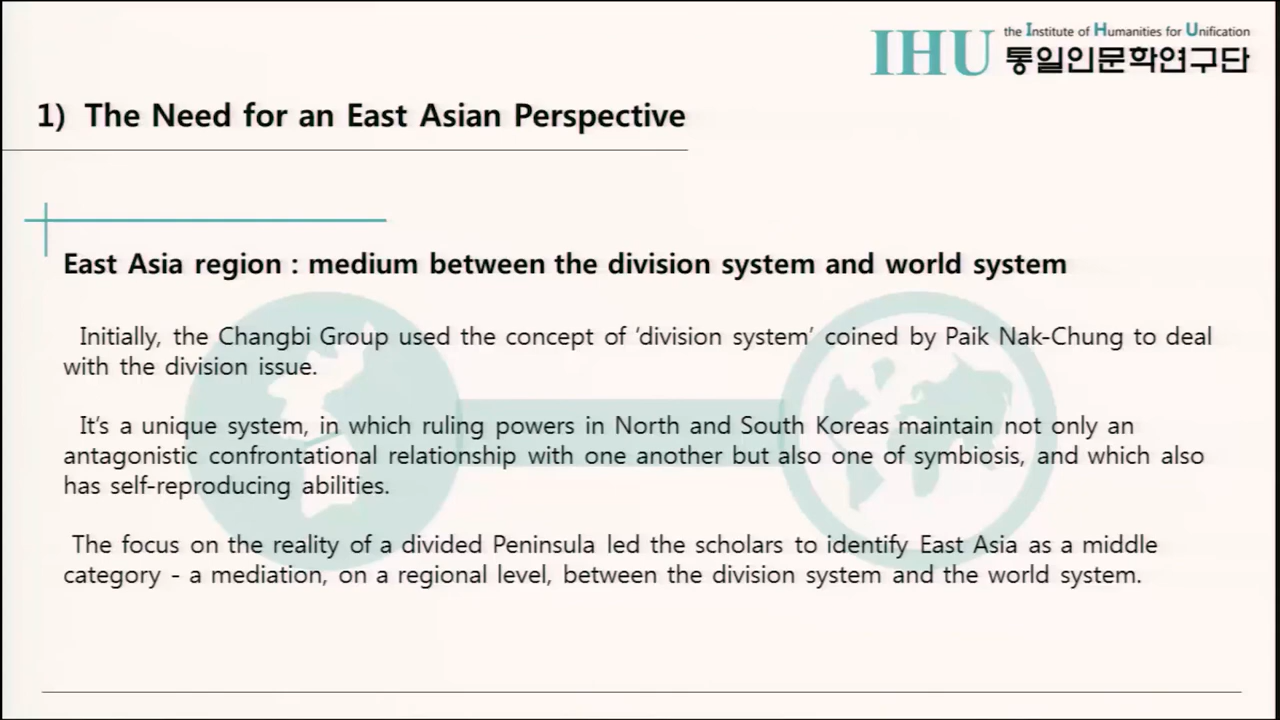 IHU the Institute of Humanities for Unification
통일인문학연구단
1) The Need for an East Asian Perspective
East Asia region : medium between the division system and world system
Initially, the Changbi Group used the concept of ‘division system’ coined by Paik Nak-Chung to deal
with the division issue.
It’s a unique system, in which ruling powers in North and South Koreas maintain not only an
antagonistic confrontational relationship with one another but also one of symbiosis, and which also
has self-reproducing abilities.
The focus on the reality of a divided Peninsula led the scholars to identify East Asia as a middle
category - a mediation, on a regional level, between the division system and the world system.